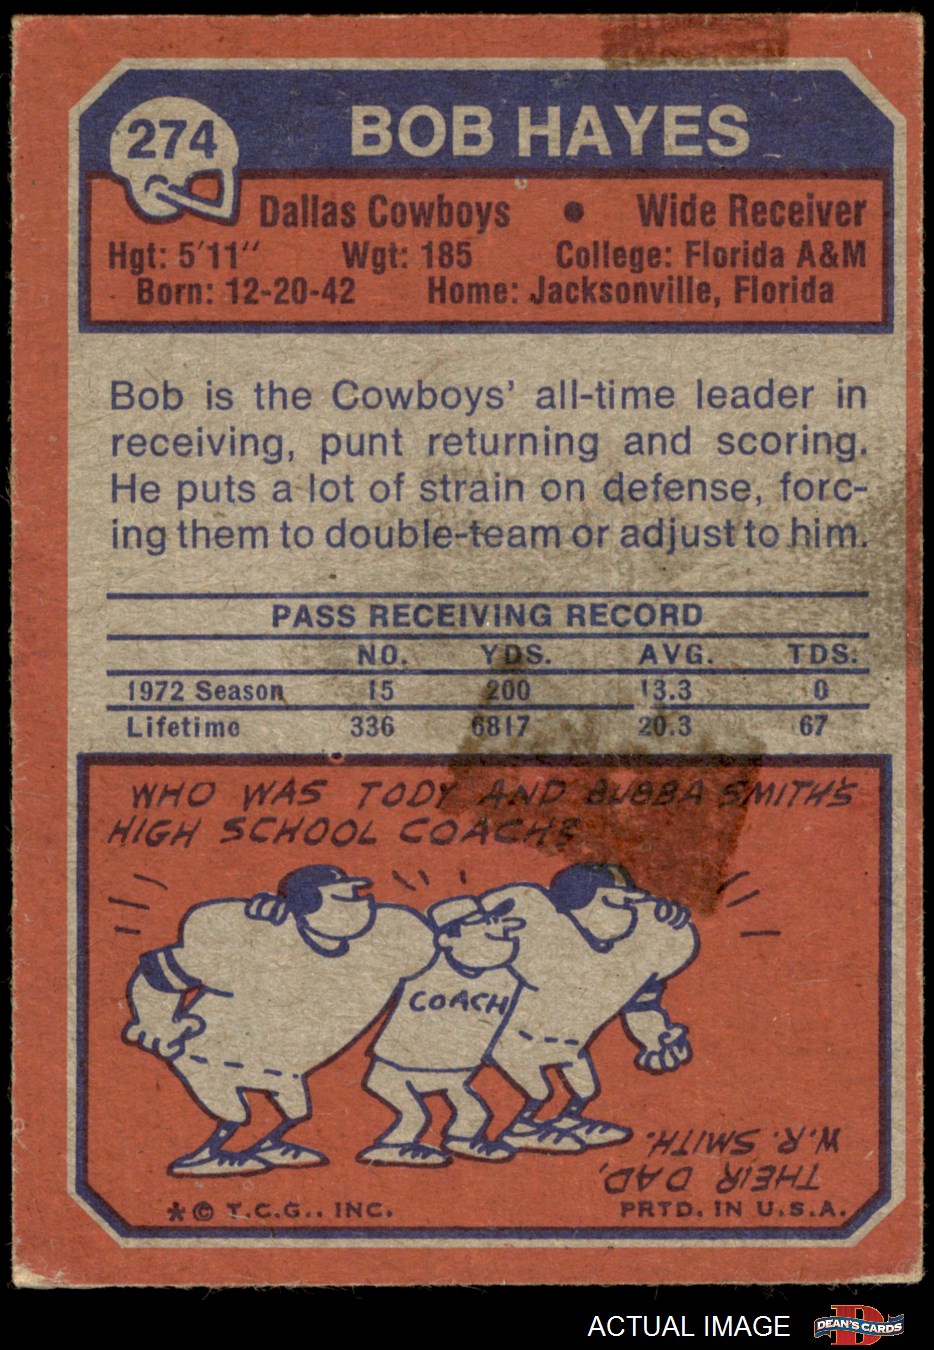 274
BOB HAYES
Dallas Cowboys • Wide Receiver
Hgt: 5'11" Wgt: 185 College: Florida A&M
Born: 12-20-42 Home: Jacksonville, Florida
Bob is the Cowboys' all-time leader in
receiving, punt returning and scoring.
He puts a lot of strain on defense, forc-
ing them to double-team or adjust to him.
PASS RECEIVING RECORD
NO. YDS. AVG. TDS.
1972 Season 15 200 13.3 0
Lifetime 336 6817 20.3 67
WHO WAS TODY AND BUBBA SMITH'S
HIGH SCHOOL COACH?
COACH
THEIR DAD,
W.R. SMITH.
*© T.C.G., INC. PRTD. IN U.S.A.
ACTUAL IMAGE
DEAN'S CARDS